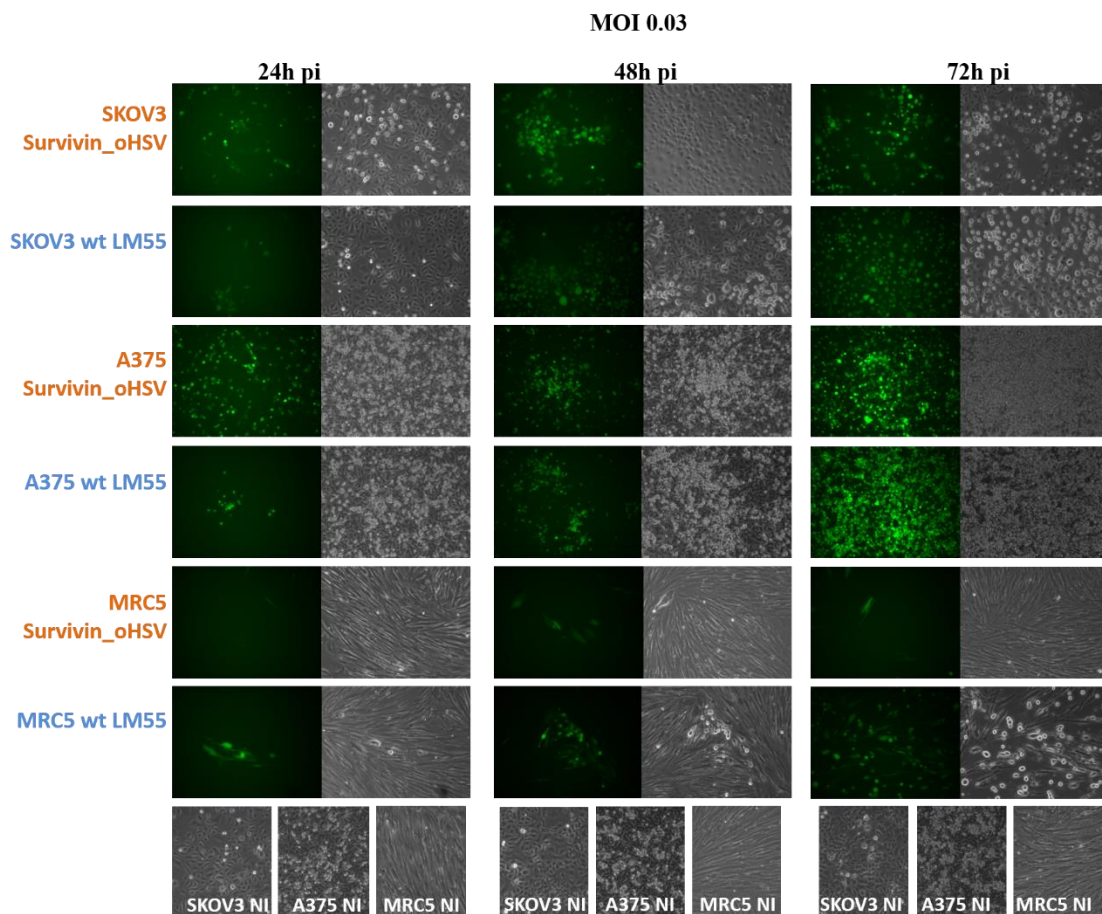 MOI 0.03
24h pi 48h pi 72h pi
SKOV3
Survivin_oHSV
SKOV3 wt LM55
A375
Survivin_oHSV
A375 wt LM55
MRC5
Survivin_oHSV
MRC5 wt LM55
SKOV3 NI A375 NI MRC5 NI SKOV3 NI A375 NI MRC5 NI SKOV3 NI A375 NI MRC5 NI